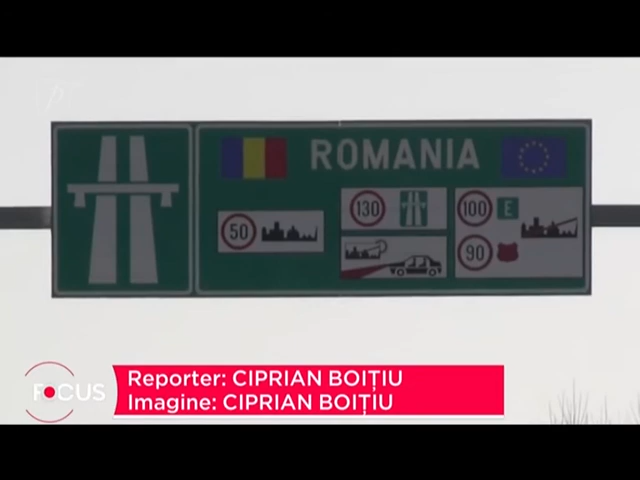 ROMANIA
130
100 E
50
90
FOCUS
Reporter: CIPRIAN BOIȚIU
Imagine: CIPRIAN BOIȚIU